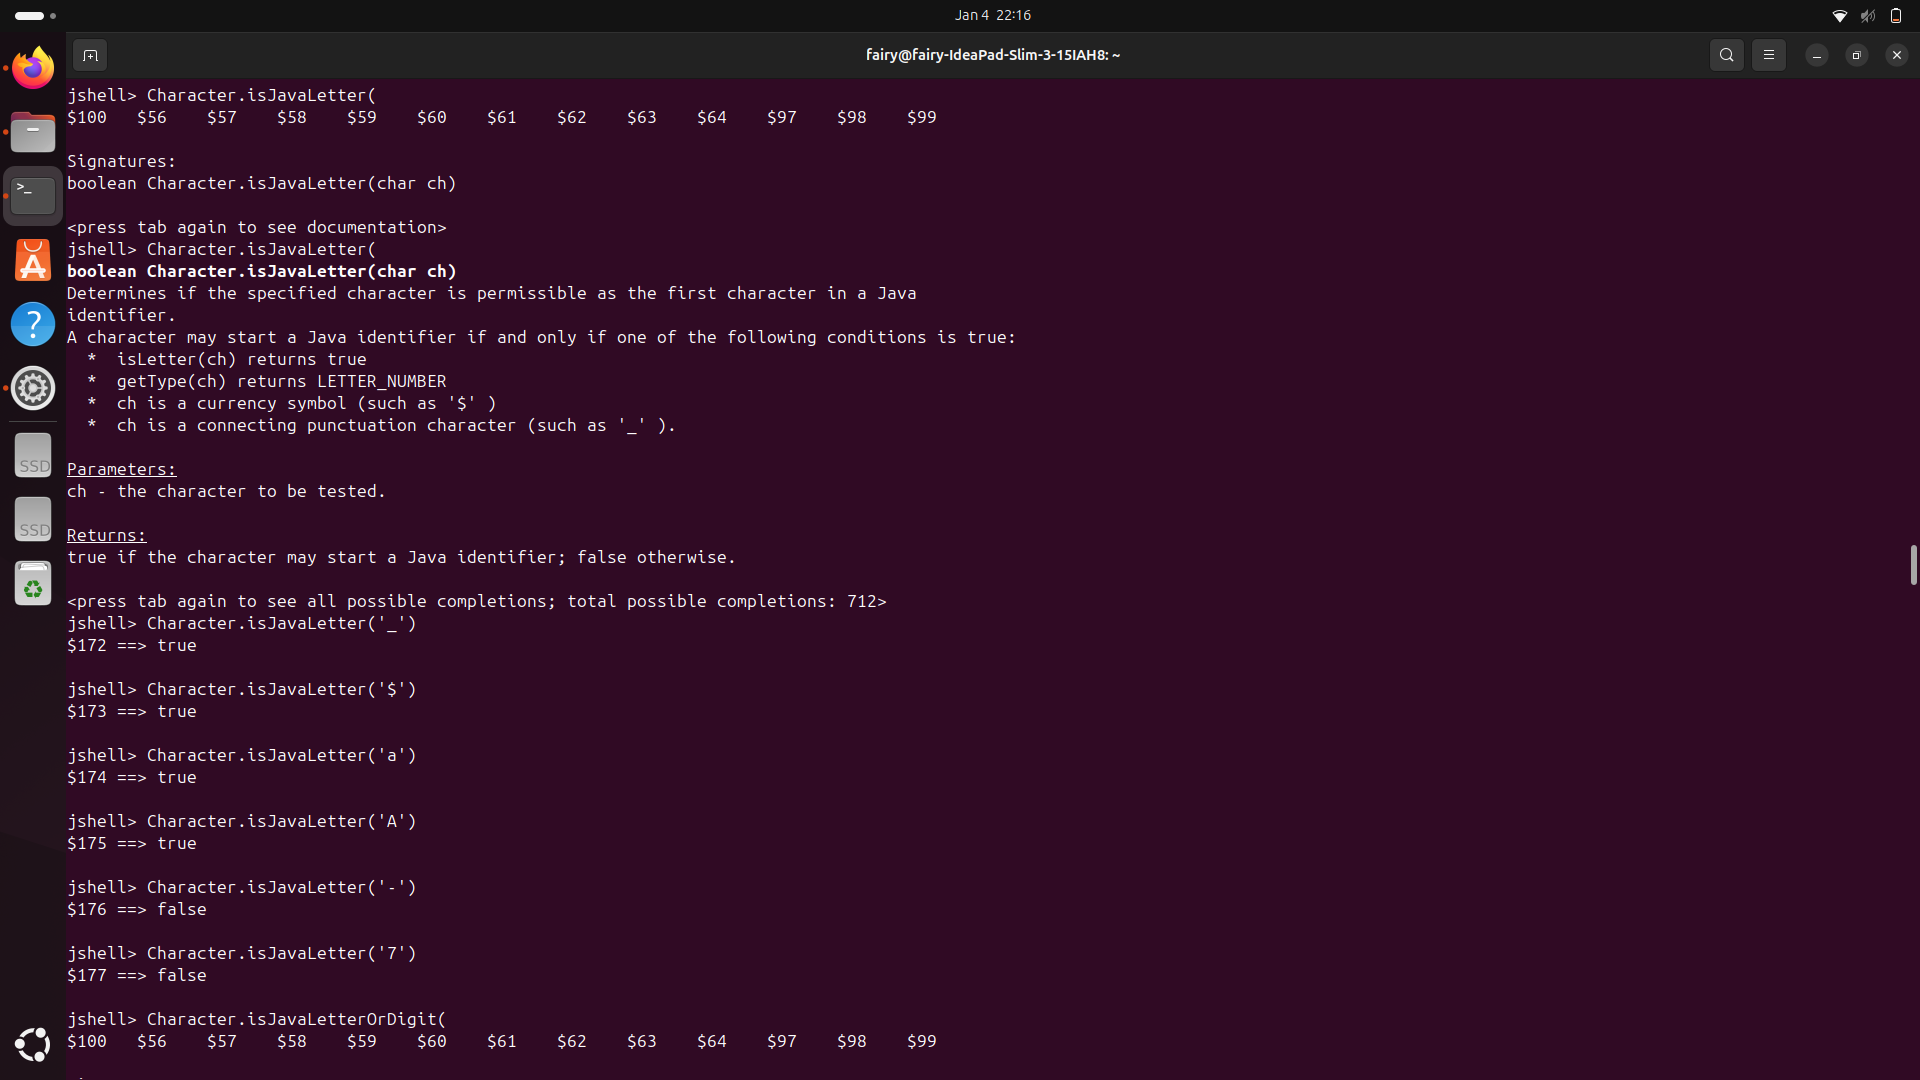 Jan 4 22:16
fairy@fairy-IdeaPad-Slim-3-15IAH8: ~
jshell> Character.isJavaLetter(
$100 $56 $57 $58 $59 $60 $61 $62 $63 $64 $97 $98 $99
Signatures:
boolean Character.isJavaLetter(char ch)
<press tab again to see documentation>
jshell> Character.isJavaLetter(
boolean Character.isJavaLetter(char ch)
Determines if the specified character is permissible as the first character in a Java
identifier.
A character may start a Java identifier if and only if one of the following conditions is true:
* isLetter(ch) returns true
* getType(ch) returns LETTER_NUMBER
* ch is a currency symbol (such as '$' )
* ch is a connecting punctuation character (such as '_' ).
Parameters:
ch - the character to be tested.
Returns:
true if the character may start a Java identifier; false otherwise.
<press tab again to see all possible completions; total possible completions: 712>
jshell> Character.isJavaLetter('_')
$172 ==> true
jshell> Character.isJavaLetter('$')
$173 ==> true
jshell> Character.isJavaLetter('a')
$174 ==> true
jshell> Character.isJavaLetter('A')
$175 ==> true
jshell> Character.isJavaLetter('-')
$176 ==> false
jshell> Character.isJavaLetter('7')
$177 ==> false
jshell> Character.isJavaLetterOrDigit(
$100 $56 $57 $58 $59 $60 $61 $62 $63 $64 $97 $98 $99
>_
A
?
SSD
SSD